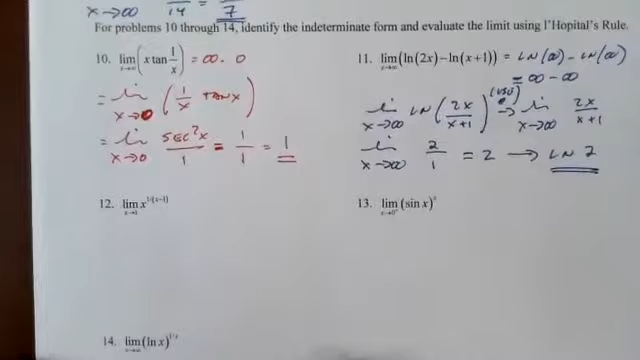 x→∞ 14 = 7
For problems 10 through 14, identify the indeterminate form and evaluate the limit using l'Hopital's Rule.
10. lim x→∞ (x tan 1/x) = ∞ · 0
= lim x→0 (1/x tan x)
= lim x→0 sec²x/1 = 1/1 = 1
11. lim x→∞ (ln(2x)−ln(x+1)) = LN(∞) − LN(∞)
= ∞ − ∞
lim x→∞ LN (2x/x+1) → lim x→∞ 2x/x+1
lim x→∞ 2/1 = 2 → LN 2
12. lim x→1 x^1/(x−1)
13. lim x→0⁺ (sin x)^x
14. lim x→∞ (ln x)^1/x